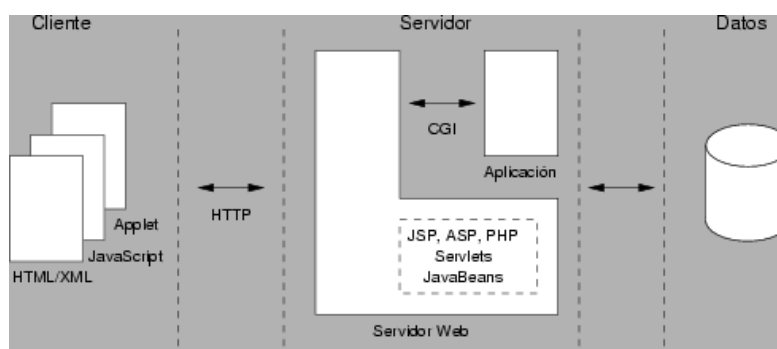 Cliente
Servidor
Datos
CGI
Aplicación
HTTP
Applet
JavaScript
HTML/XML
JSP, ASP, PHP
Servlets
JavaBeans
Servidor Web